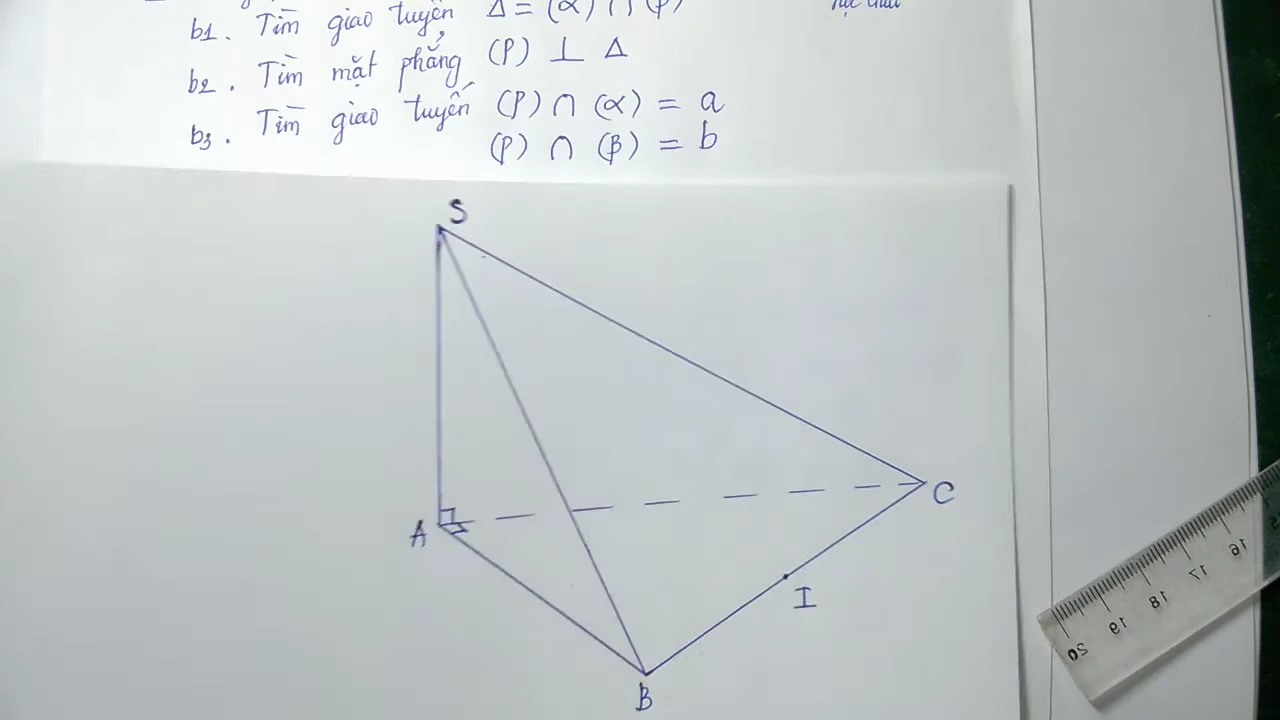 b1. Tìm giao tuyến Δ = (α) ∩ (β)
b2. Tìm mặt phẳng (P) ⊥ Δ
b3. Tìm giao tuyến (P) ∩ (α) = a
(P) ∩ (β) = b
S
A
C
I
B
16
17
18
19
20